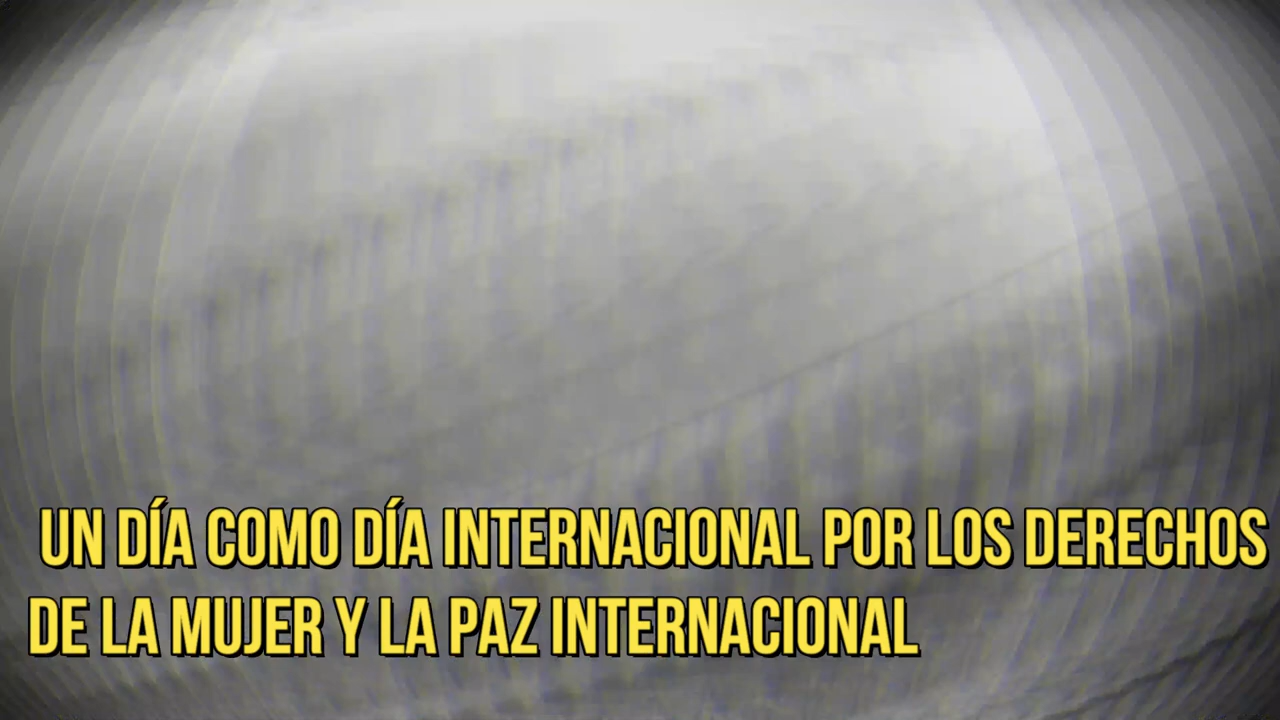 UN DÍA COMO DÍA INTERNACIONAL POR LOS DERECHOS
DE LA MUJER Y LA PAZ INTERNACIONAL